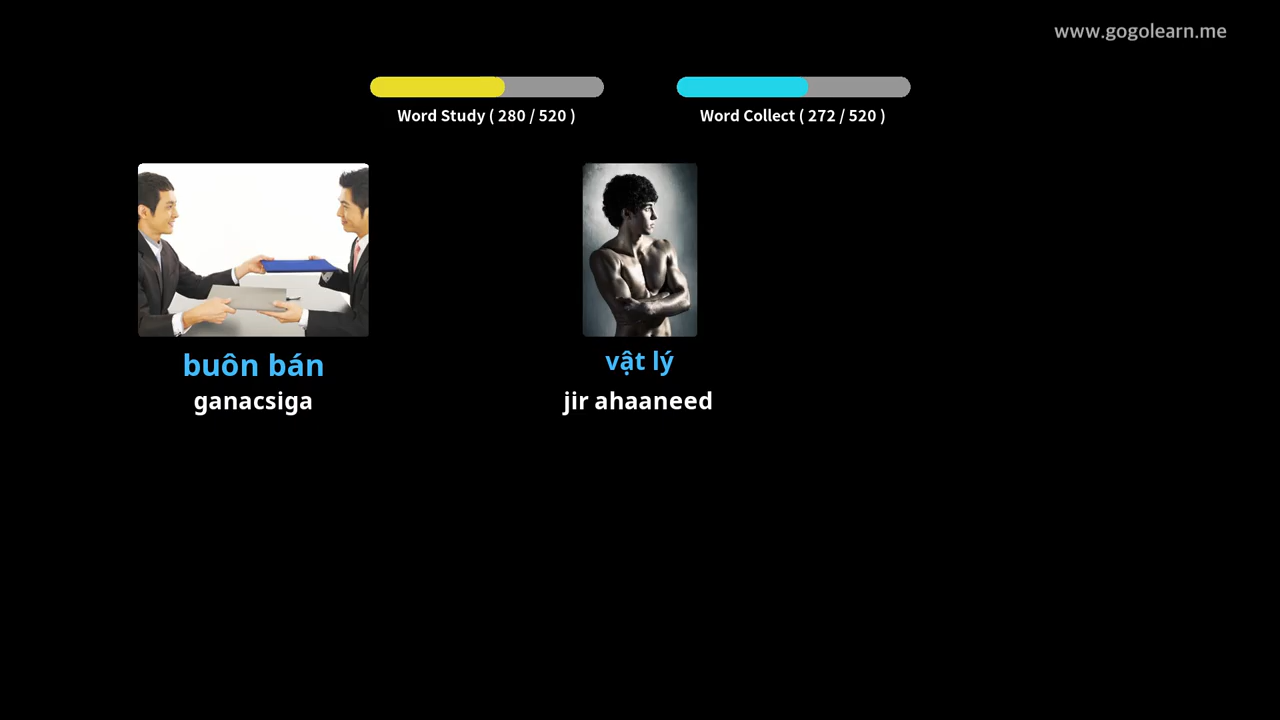 www.gogolearn.me
Word Study ( 280 / 520 )
Word Collect ( 272 / 520 )
buôn bán
ganacsiga
vật lý
jir ahaaneed